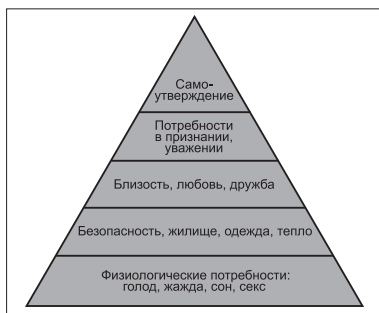 Само-
утверждение
Потребности
в признании,
уважении
Близость, любовь, дружба
Безопасность, жилище, одежда, тепло
Физиологические потребности:
голод, жажда, сон, секс